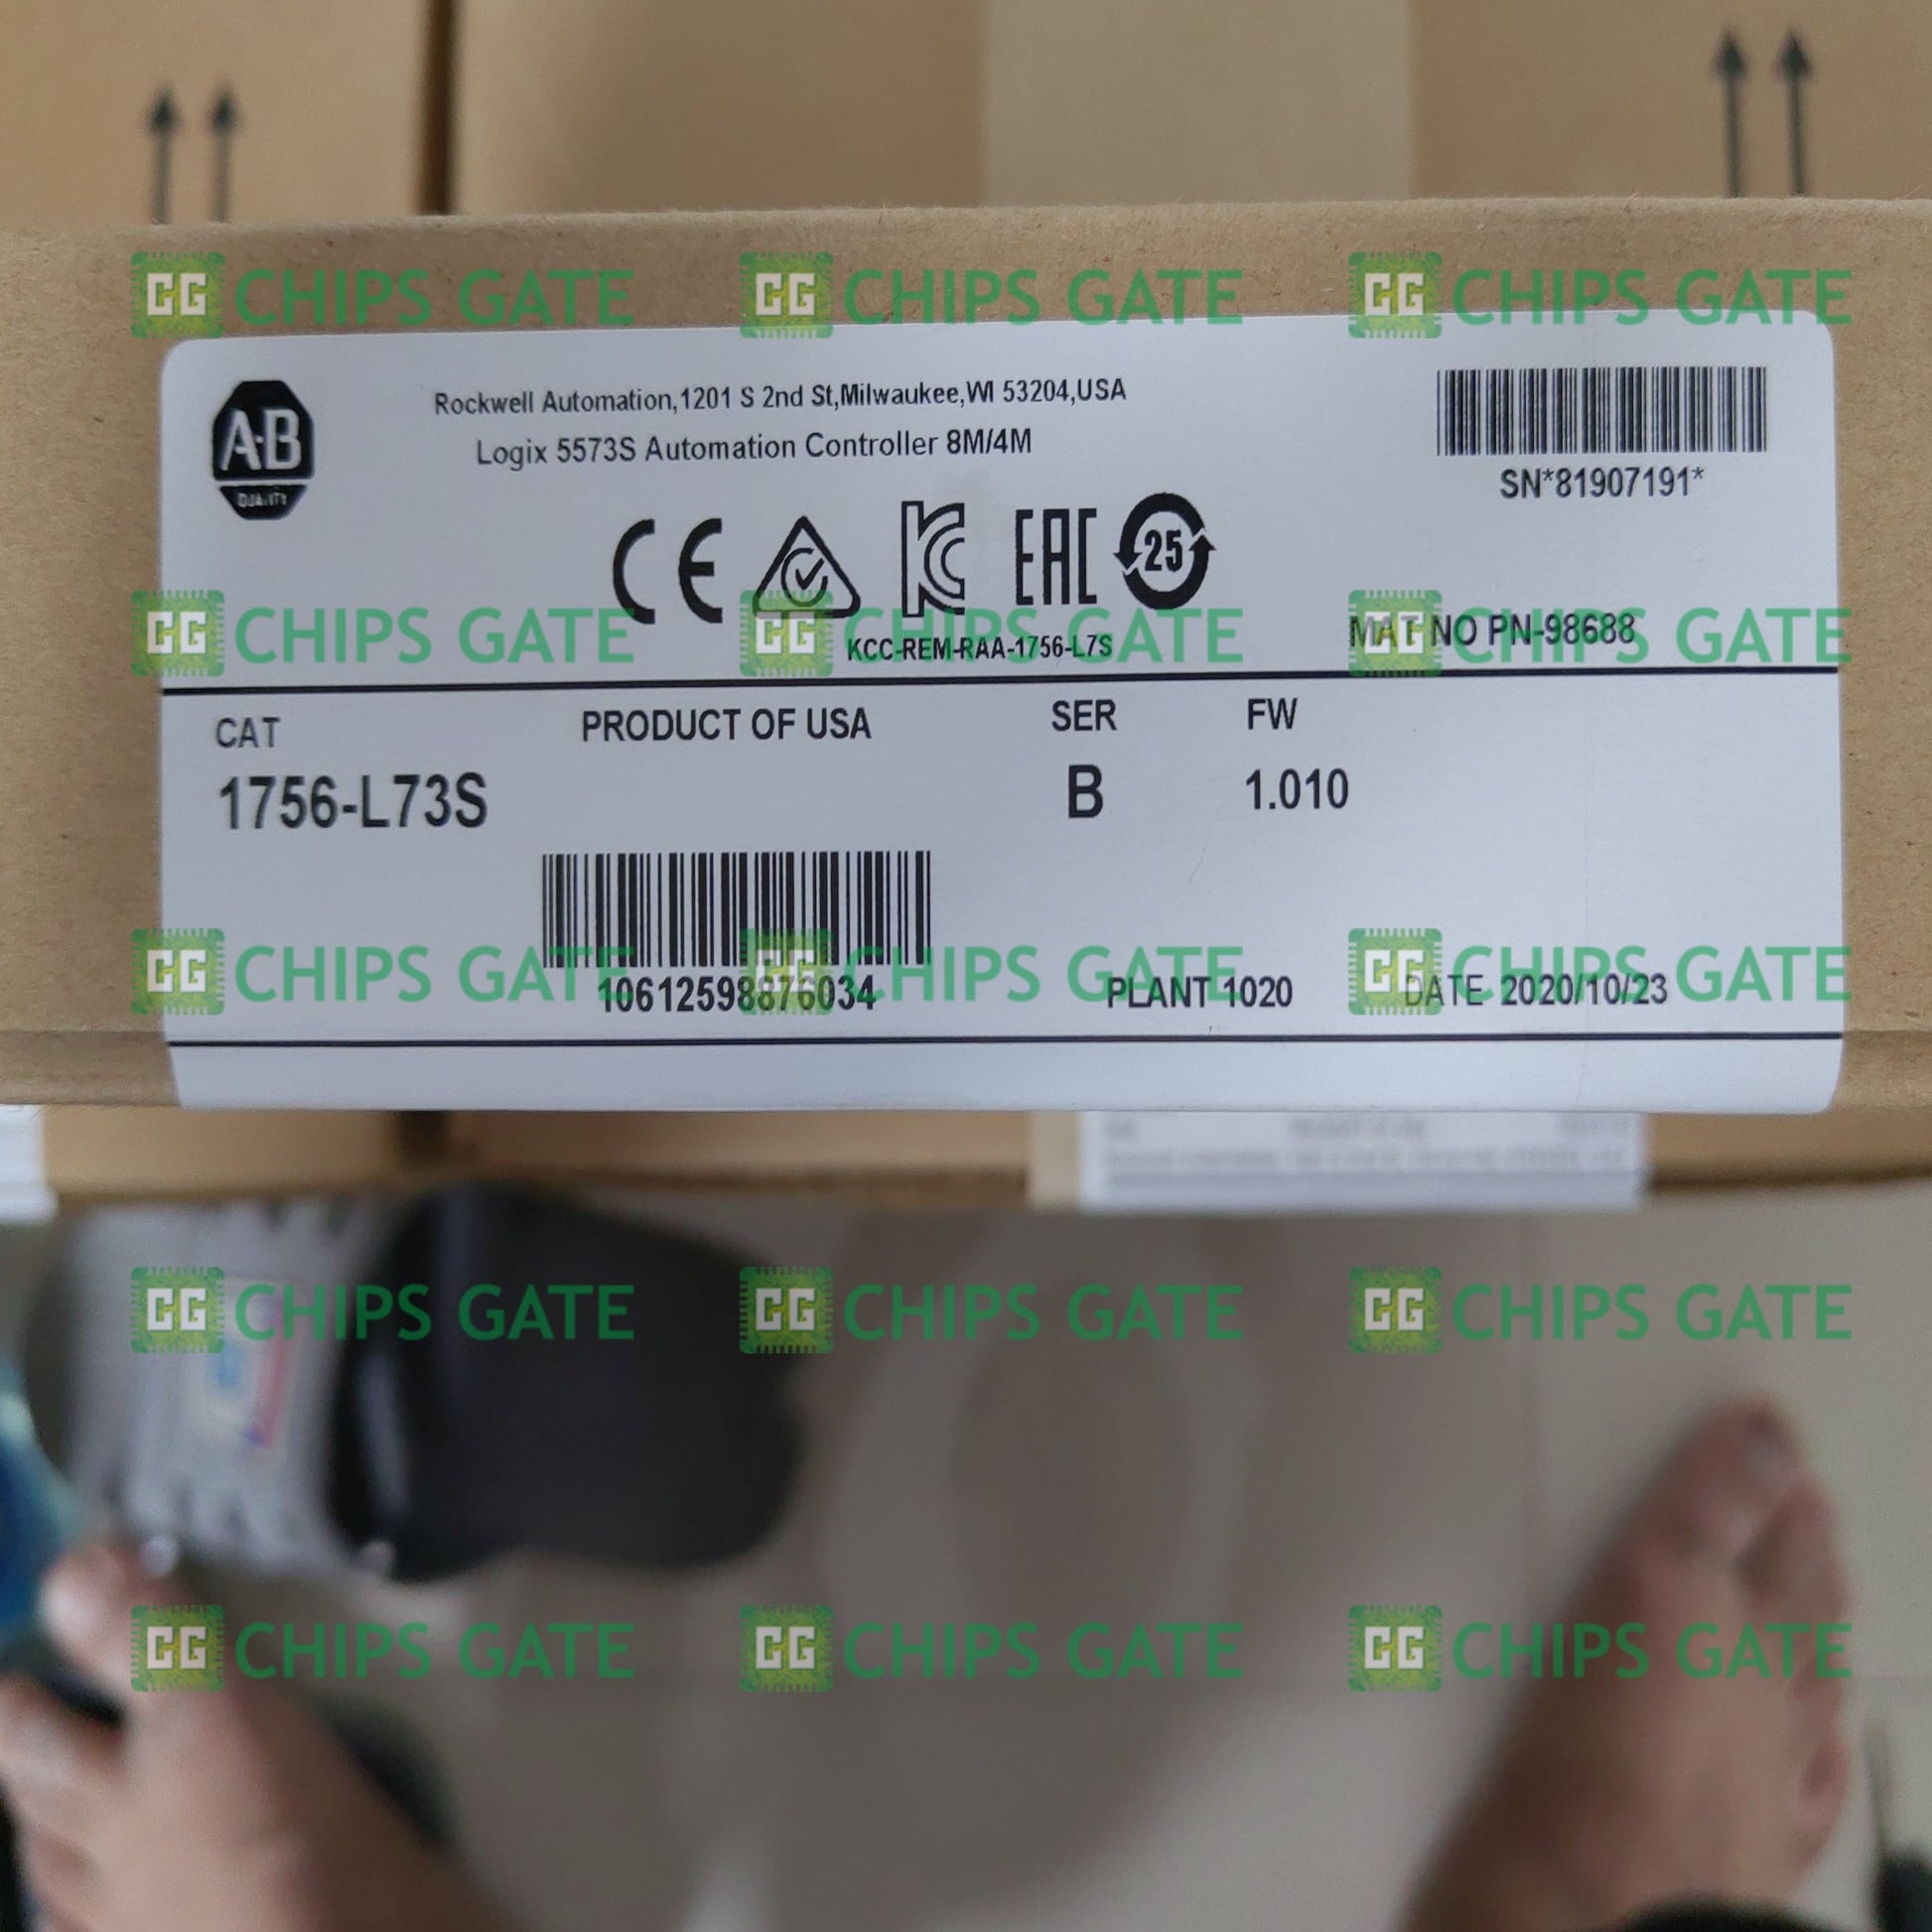 CG CHIPS GATE CG CHIPS GATE CG CHIPS GATE
A-B
QUALITY
Rockwell Automation,1201 S 2nd St,Milwaukee,WI 53204,USA
Logix 5573S Automation Controller 8M/4M
SN*81907191*
CE KC EAC 25
CG CHIPS GATE CG CHIPS GATE CG CHIPS GATE
KCC-REM-RAA-1756-L7S
MAT NO PN-98688
CAT PRODUCT OF USA SER FW
1756-L73S B 1.010
CG CHIPS GATE CG CHIPS GATE CG CHIPS GATE
10612598876034 PLANT 1020 DATE 2020/10/23
CG CHIPS GATE CG CHIPS GATE CG CHIPS GATE
CG CHIPS GATE CG CHIPS GATE CG CHIPS GATE